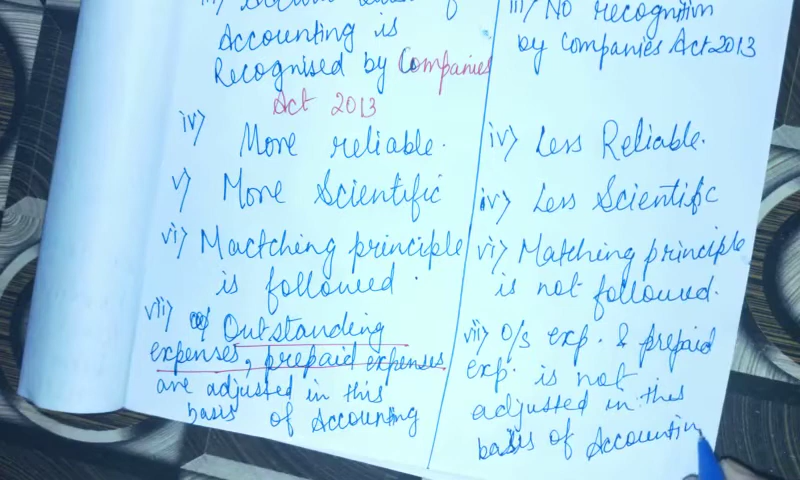 iii)
Accounting is
Recognised by Companies
Act 2013
iv) More reliable.
v) More Scientific
vi) Mactching principle
is followed.
vii) Outstanding
expenses, prepaid expenses
are adjusted in this
basis of Accounting
iii) No recognition
by Companies Act 2013
iv) Less Reliable.
iv) Less Scientific
vi) Matching principle
is not followed.
vii) O/s exp. & prepaid
exp. is not
adjusted in this
basis of Accountin